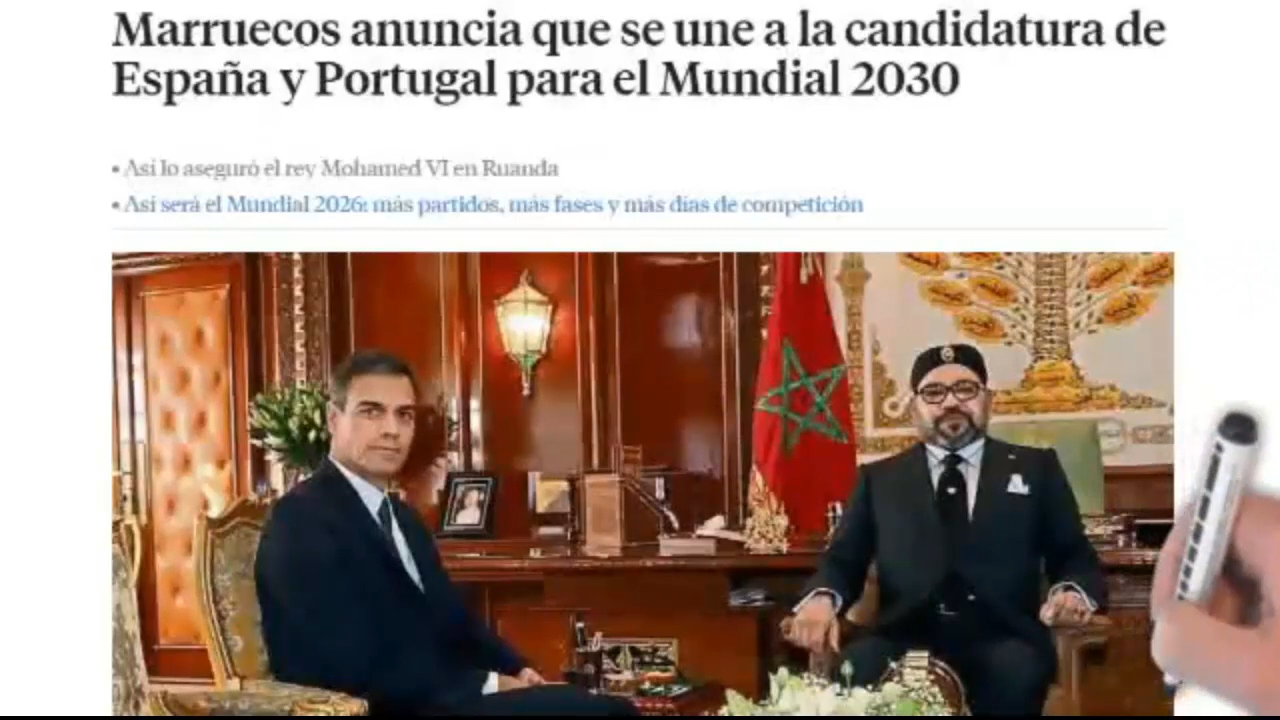 Marruecos anuncia que se une a la candidatura de
España y Portugal para el Mundial 2030
• Así lo aseguró el rey Mohamed VI en Ruanda
• Así será el Mundial 2026: más partidos, más fases y más días de competición